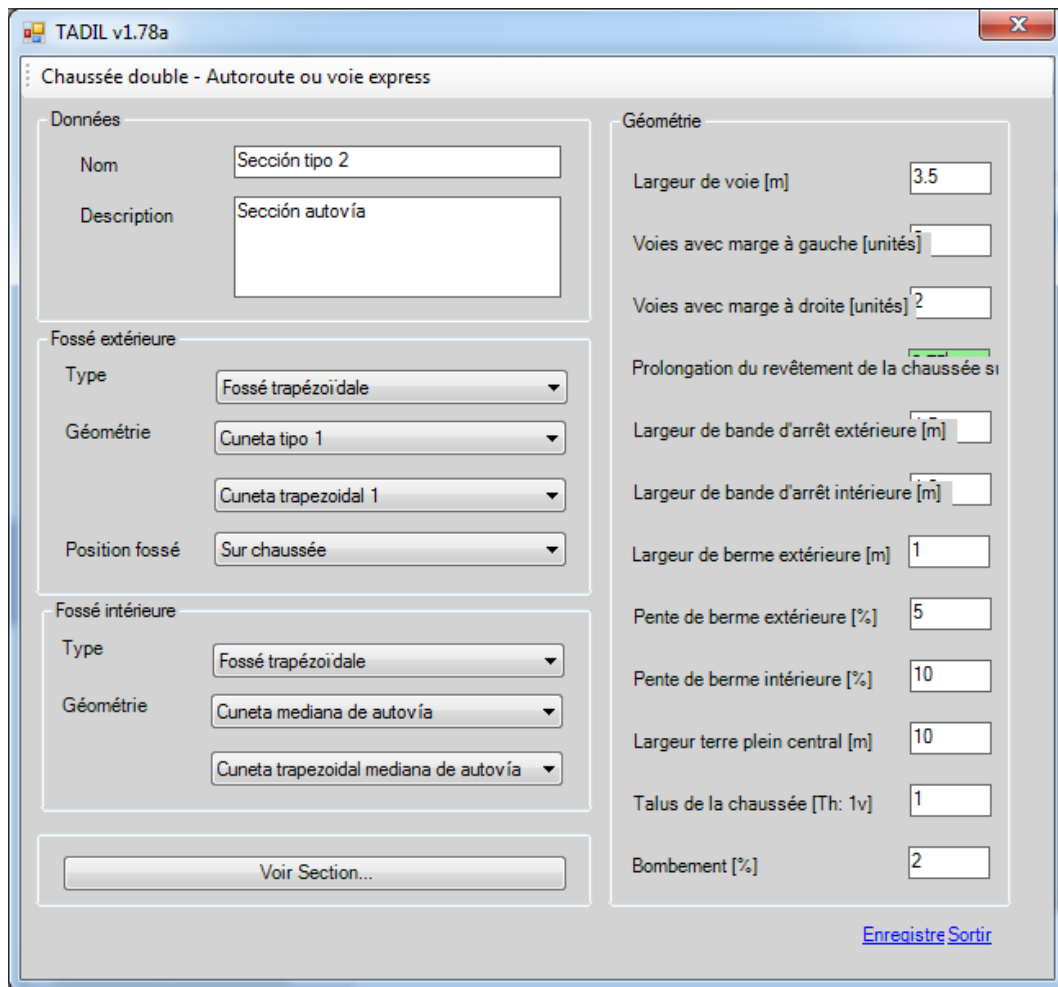 TADIL v1.78a
Chaussée double - Autoroute ou voie express
Données
Nom
Sección tipo 2
Description
Sección autovía
Fossé extérieure
Type
Fossé trapézoïdale
Géométrie
Cuneta tipo 1
Cuneta trapezoidal 1
Position fossé
Sur chaussée
Fossé intérieure
Type
Fossé trapézoïdale
Géométrie
Cuneta mediana de autovía
Cuneta trapezoidal mediana de autovía
Voir Section...
Géométrie
Largeur de voie [m] 3.5
Voies avec marge à gauche [unités]
Voies avec marge à droite [unités] 2
Prolongation du revêtement de la chaussée
Largeur de bande d'arrêt extérieure [m]
Largeur de bande d'arrêt intérieure [m]
Largeur de berme extérieure [m] 1
Pente de berme extérieure [%] 5
Pente de berme intérieure [%] 10
Largeur terre plein central [m] 10
Talus de la chaussée [Th: 1v] 1
Bombement [%] 2
Enregistre Sortir